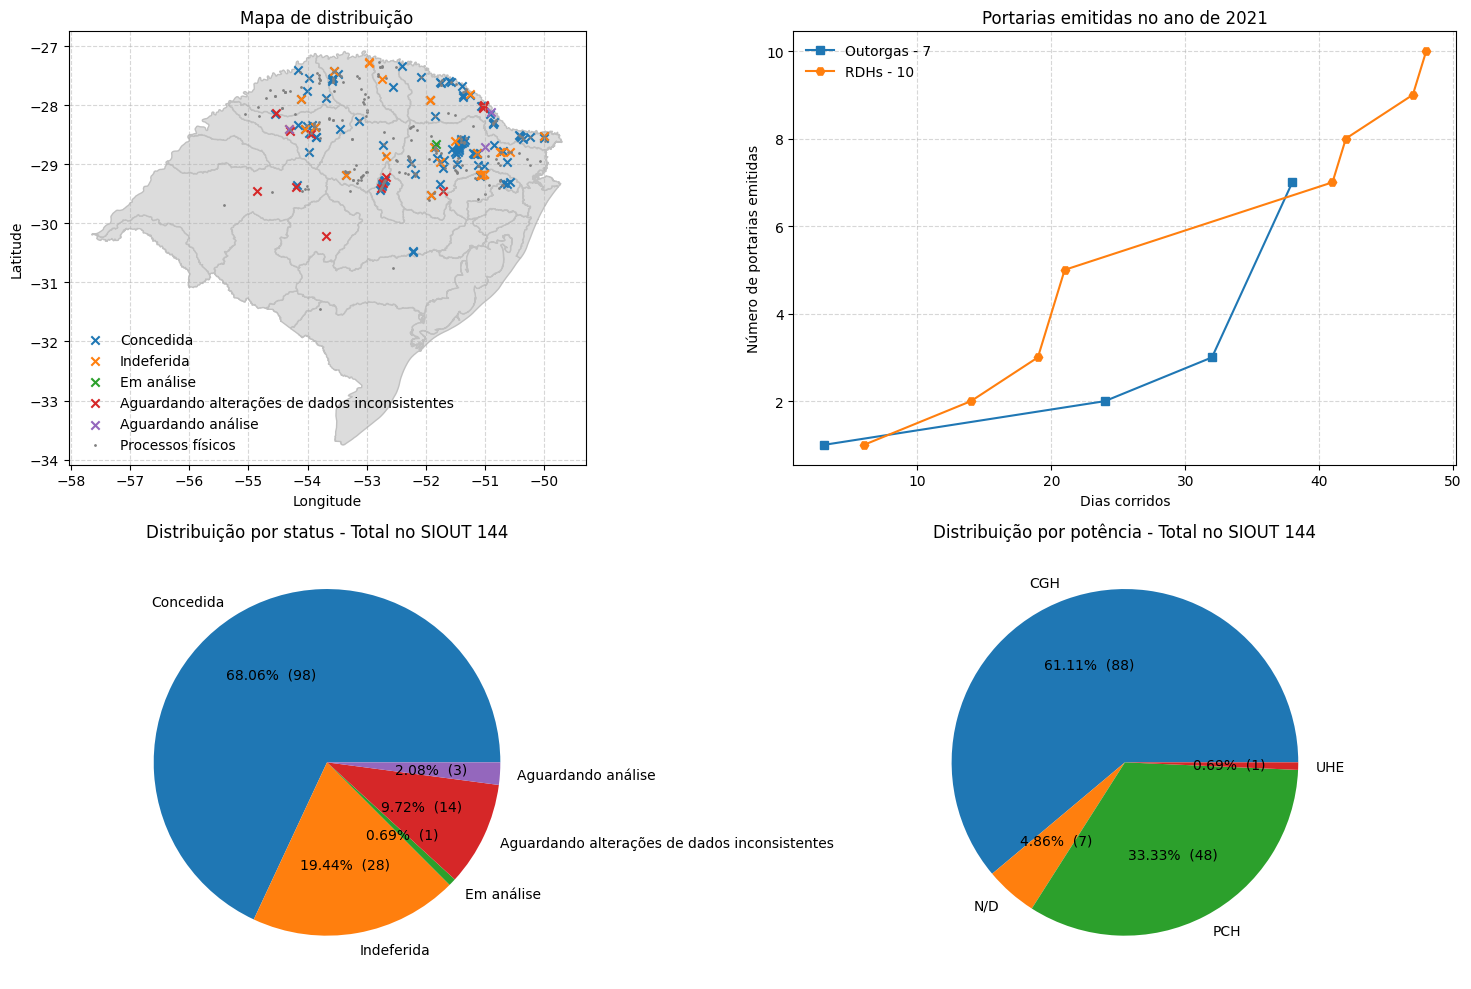 Mapa de distribuição
−27
−28
−29
−30
−31
−32
−33
−34
Latitude
Concedida
Indeferida
Em análise
Aguardando alterações de dados inconsistentes
Aguardando análise
Processos físicos
−58 −57 −56 −55 −54 −53 −52 −51 −50
Longitude
Portarias emitidas no ano de 2021
Outorgas - 7
RDHs - 10
10
8
6
4
2
Número de portarias emitidas
10 20 30 40 50
Dias corridos
Distribuição por status - Total no SIOUT 144
Concedida
68.06% (98)
2.08% (3)
Aguardando análise
9.72% (14)
0.69% (1)
Aguardando alterações de dados inconsistentes
19.44% (28)
Em análise
Indeferida
Distribuição por potência - Total no SIOUT 144
CGH
61.11% (88)
0.69% (1)
UHE
4.86% (7)
33.33% (48)
N/D
PCH